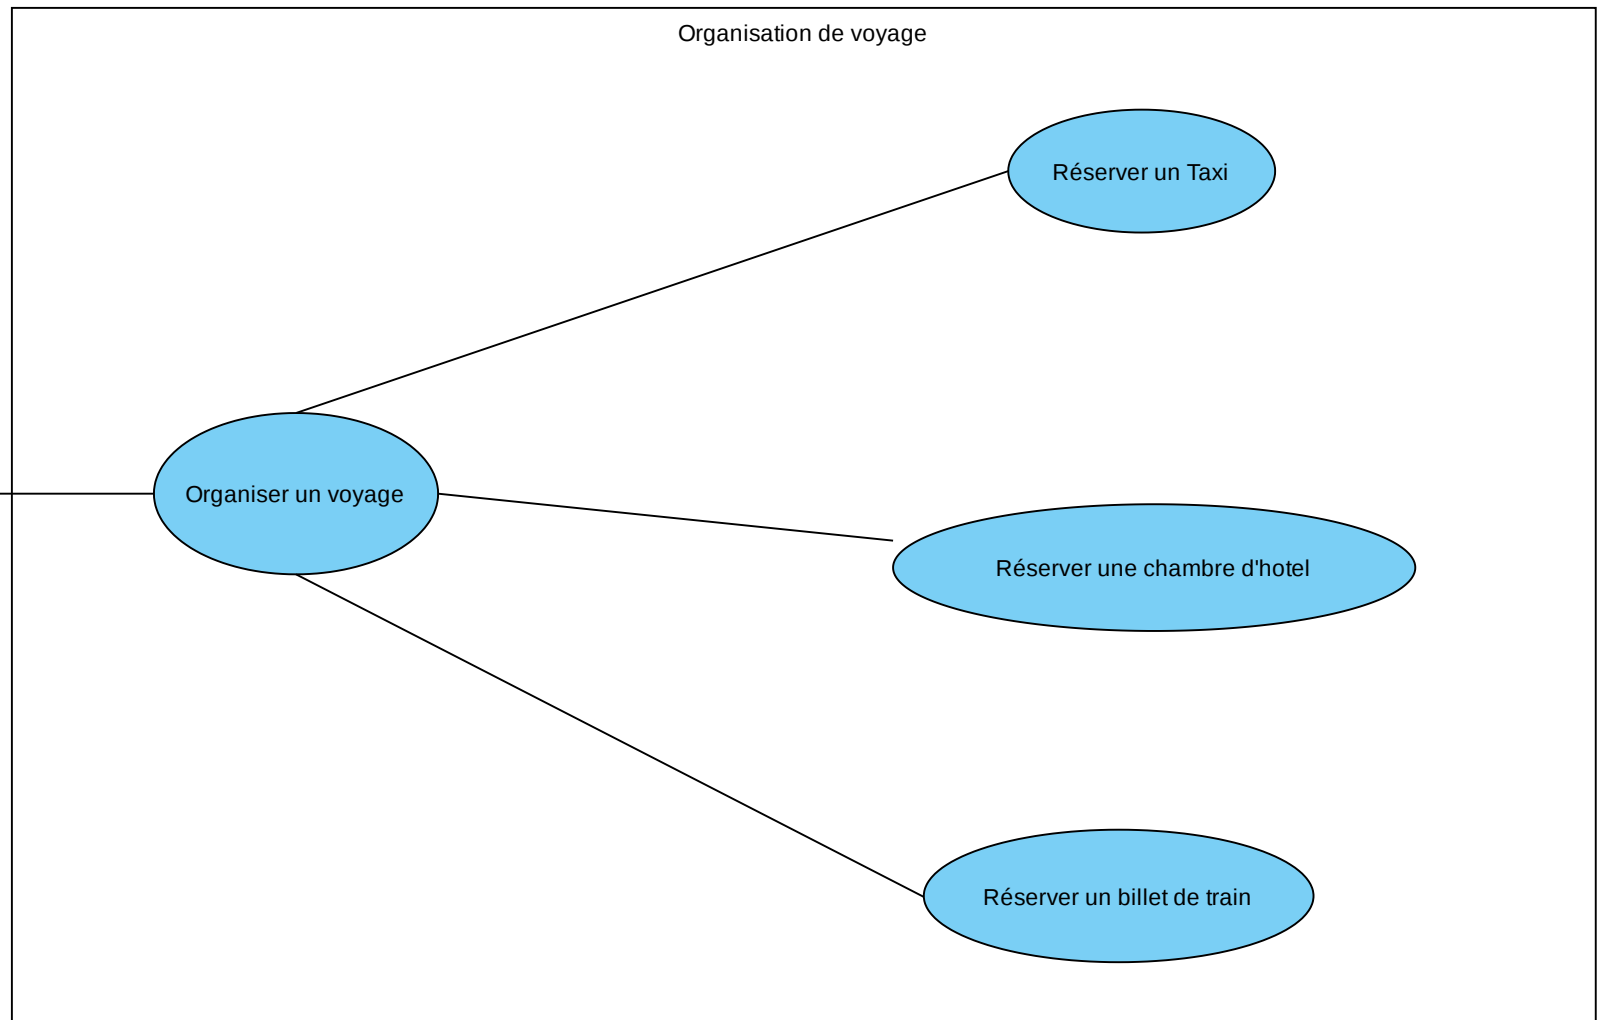 Organisation de voyage
Réserver un Taxi
Organiser un voyage
Réserver une chambre d'hotel
Réserver un billet de train